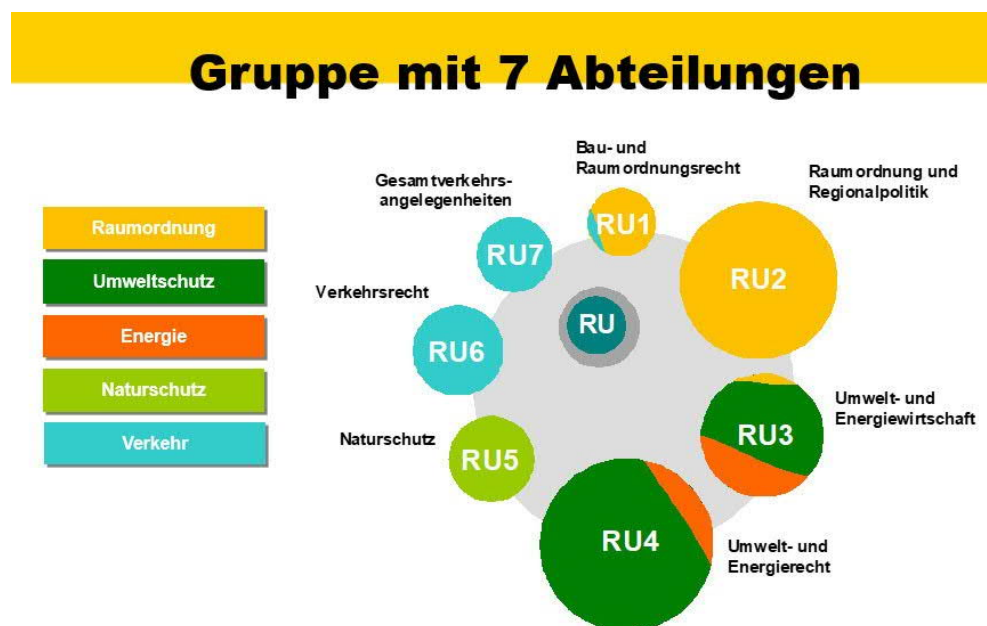 Gruppe mit 7 Abteilungen
Raumordnung
Umweltschutz
Energie
Naturschutz
Verkehr
Bau- und
Raumordnungsrecht
RU1
Raumordnung und
Regionalpolitik
RU2
Umwelt- und
Energiewirtschaft
RU3
Umwelt- und
Energierecht
RU4
Naturschutz
RU5
Verkehrsrecht
RU6
Gesamtverkehrs-
angelegenheiten
RU7
RU